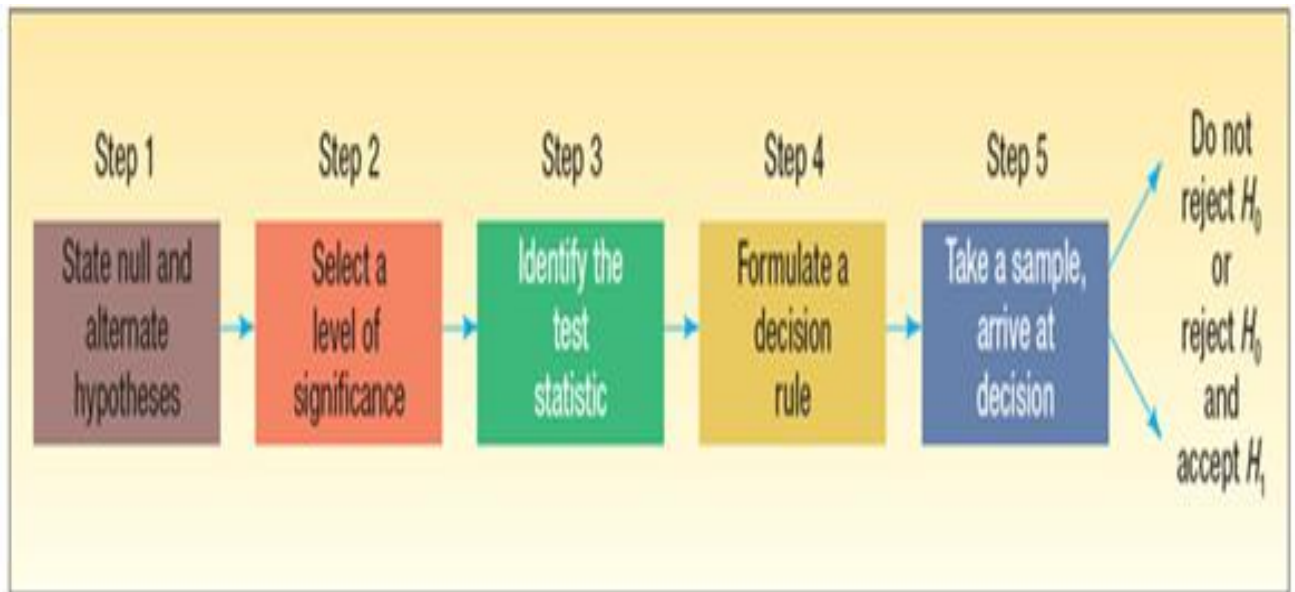 Step 1
State null and
alternate
hypotheses
Step 2
Select a
level of
significance
Step 3
Identify the
test
statistic
Step 4
Formulate a
decision
rule
Step 5
Take a sample,
arrive at
decision
Do not
reject H₀
or
reject H₀
and
accept H₁